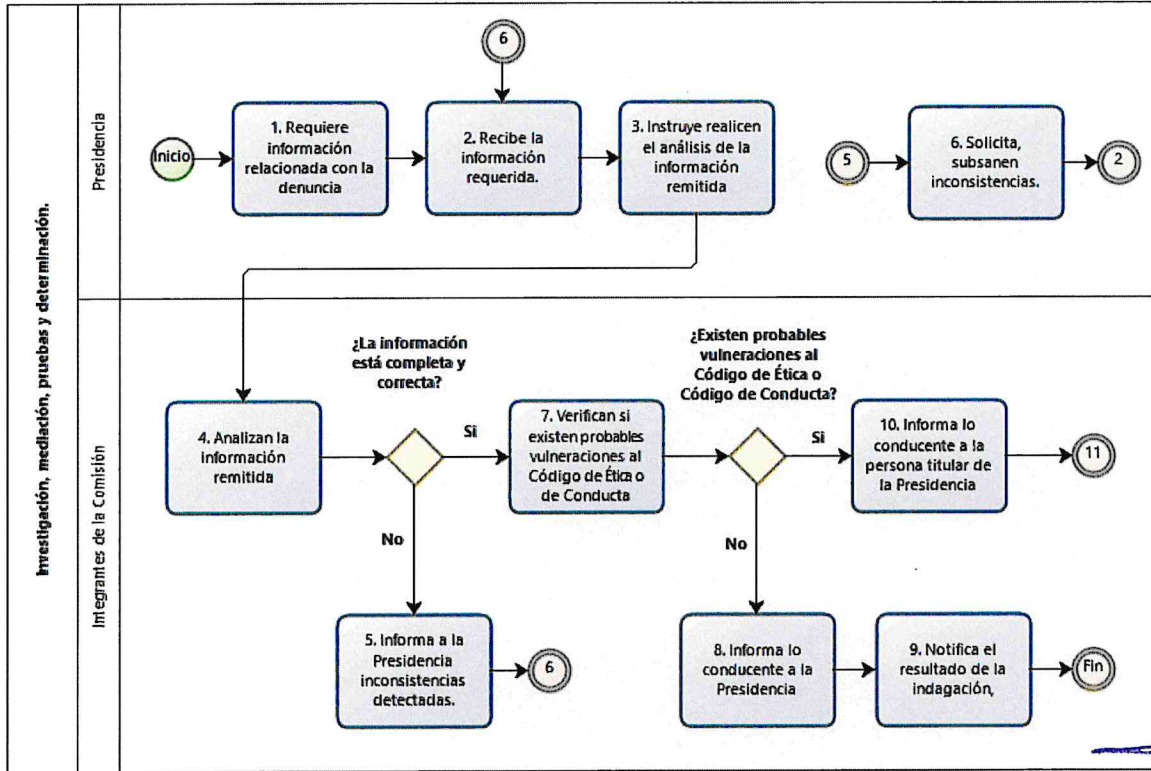 Investigación, mediación, pruebas y determinación.
Presidencia
6
Inicio
1. Requiere
información
relacionada con la
denuncia
2. Recibe la
información
requerida.
3. Instruye realicen
el análisis de la
información
remitida
5
6. Solicita,
subsanen
inconsistencias.
2
Integrantes de la Comisión
4. Analizan la
información
remitida
¿La información
está completa y
correcta?
Si
No
5. Informa a la
Presidencia
inconsistencias
detectadas.
6
7. Verifican si
existen probables
vulneraciones al
Código de Ética o
de Conducta
¿Existen probables
vulneraciones al
Código de Ética o
Código de Conducta?
Si
No
10. Informa lo
conducente a la
persona titular de
la Presidencia
11
8. Informa lo
conducente a la
Presidencia
9. Notifica el
resultado de la
indagación,
Fin